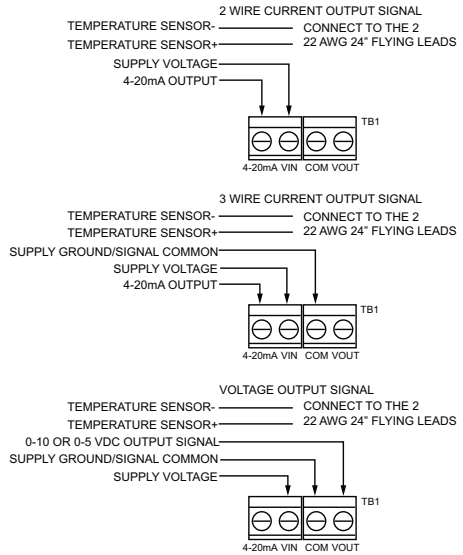 2 WIRE CURRENT OUTPUT SIGNAL
TEMPERATURE SENSOR- CONNECT TO THE 2
TEMPERATURE SENSOR+ 22 AWG 24" FLYING LEADS
SUPPLY VOLTAGE
4-20mA OUTPUT
TB1
4-20mA VIN COM VOUT
3 WIRE CURRENT OUTPUT SIGNAL
TEMPERATURE SENSOR- CONNECT TO THE 2
TEMPERATURE SENSOR+ 22 AWG 24" FLYING LEADS
SUPPLY GROUND/SIGNAL COMMON
SUPPLY VOLTAGE
4-20mA OUTPUT
TB1
4-20mA VIN COM VOUT
VOLTAGE OUTPUT SIGNAL
TEMPERATURE SENSOR- CONNECT TO THE 2
TEMPERATURE SENSOR+ 22 AWG 24" FLYING LEADS
0-10 OR 0-5 VDC OUTPUT SIGNAL
SUPPLY GROUND/SIGNAL COMMON
SUPPLY VOLTAGE
TB1
4-20mA VIN COM VOUT